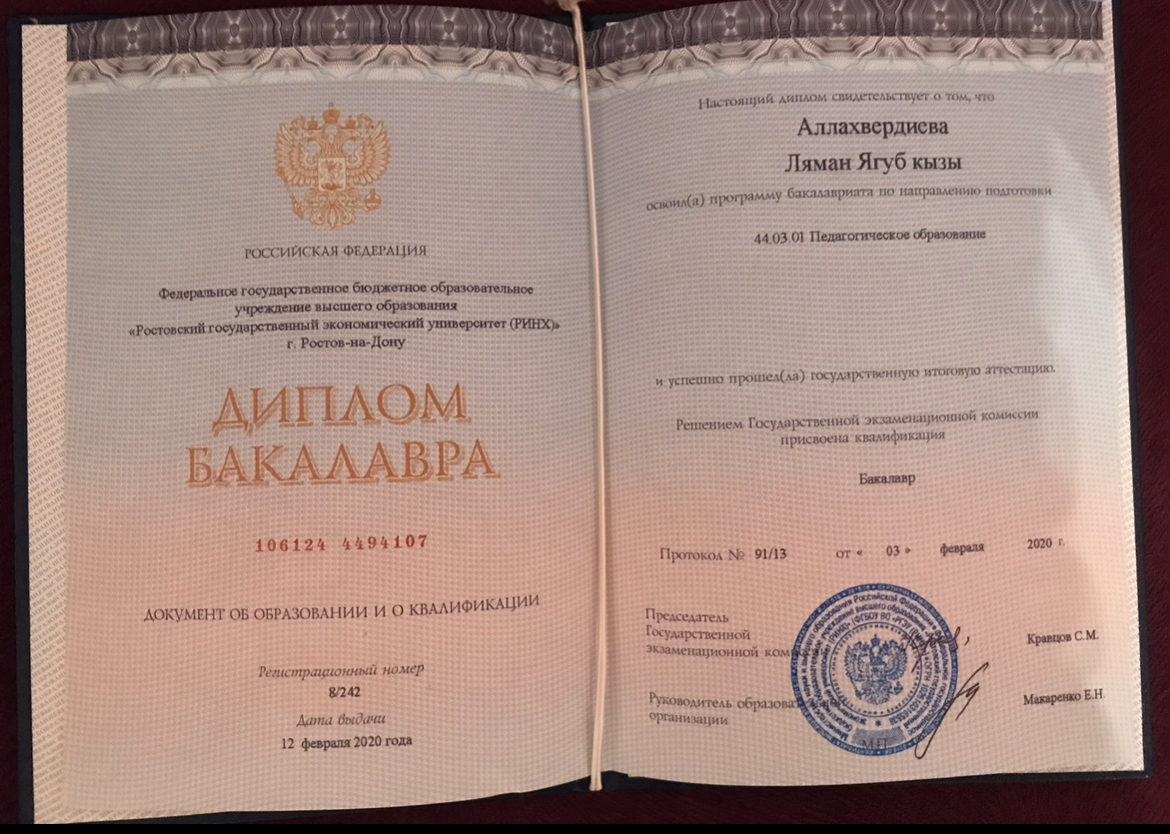 РОССИЙСКАЯ ФЕДЕРАЦИЯ
Федеральное государственное бюджетное образовательное
учреждение высшего образования
«Ростовский государственный экономический университет (РИНХ)»
г. Ростов-на-Дону
ДИПЛОМ
БАКАЛАВРА
106124 4494107
ДОКУМЕНТ ОБ ОБРАЗОВАНИИ И О КВАЛИФИКАЦИИ
Регистрационный номер
8/242
Дата выдачи
12 февраля 2020 года
Настоящий диплом свидетельствует о том, что
Аллахвердиева
Ляман Ягуб кызы
освоил(а) программу бакалавриата по направлению подготовки
44.03.01 Педагогическое образование
и успешно прошел(ла) государственную итоговую аттестацию.
Решением Государственной экзаменационной комиссии
присвоена квалификация
Бакалавр
Протокол № 91/13 от « 03 » февраля 2020 г.
Председатель
Государственной
экзаменационной
Кравцов С.М.
Руководитель
организации
Макаренко Е.Н.
М.П.